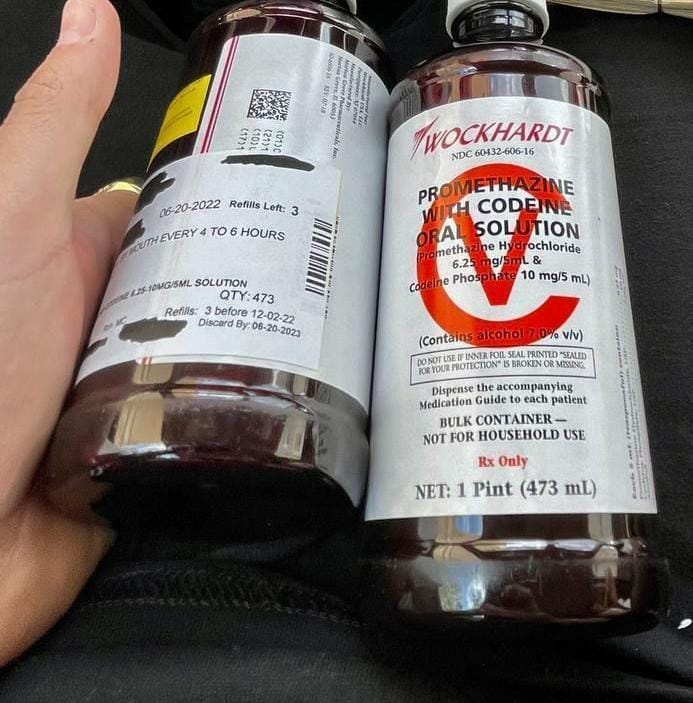 06-20-2022 Refills Left: 3
MOUTH EVERY 4 TO 6 HOURS
6.25-10MG/5ML SOLUTION
QTY: 473
Refills: 3 before 12-02-22
Discard By: 06-20-2023
WOCKHARDT
NDC 60432-606-16
PROMETHAZINE
WITH CODEINE
ORAL SOLUTION
(Promethazine Hydrochloride
6.25 mg/5mL &
Codeine Phosphate 10 mg/5 mL)
CV
(Contains alcohol 7.0% v/v)
DO NOT USE IF INNER FOIL SEAL PRINTED "SEALED
FOR YOUR PROTECTION" IS BROKEN OR MISSING.
Dispense the accompanying
Medication Guide to each patient
BULK CONTAINER —
NOT FOR HOUSEHOLD USE
Rx Only
NET: 1 Pint (473 mL)